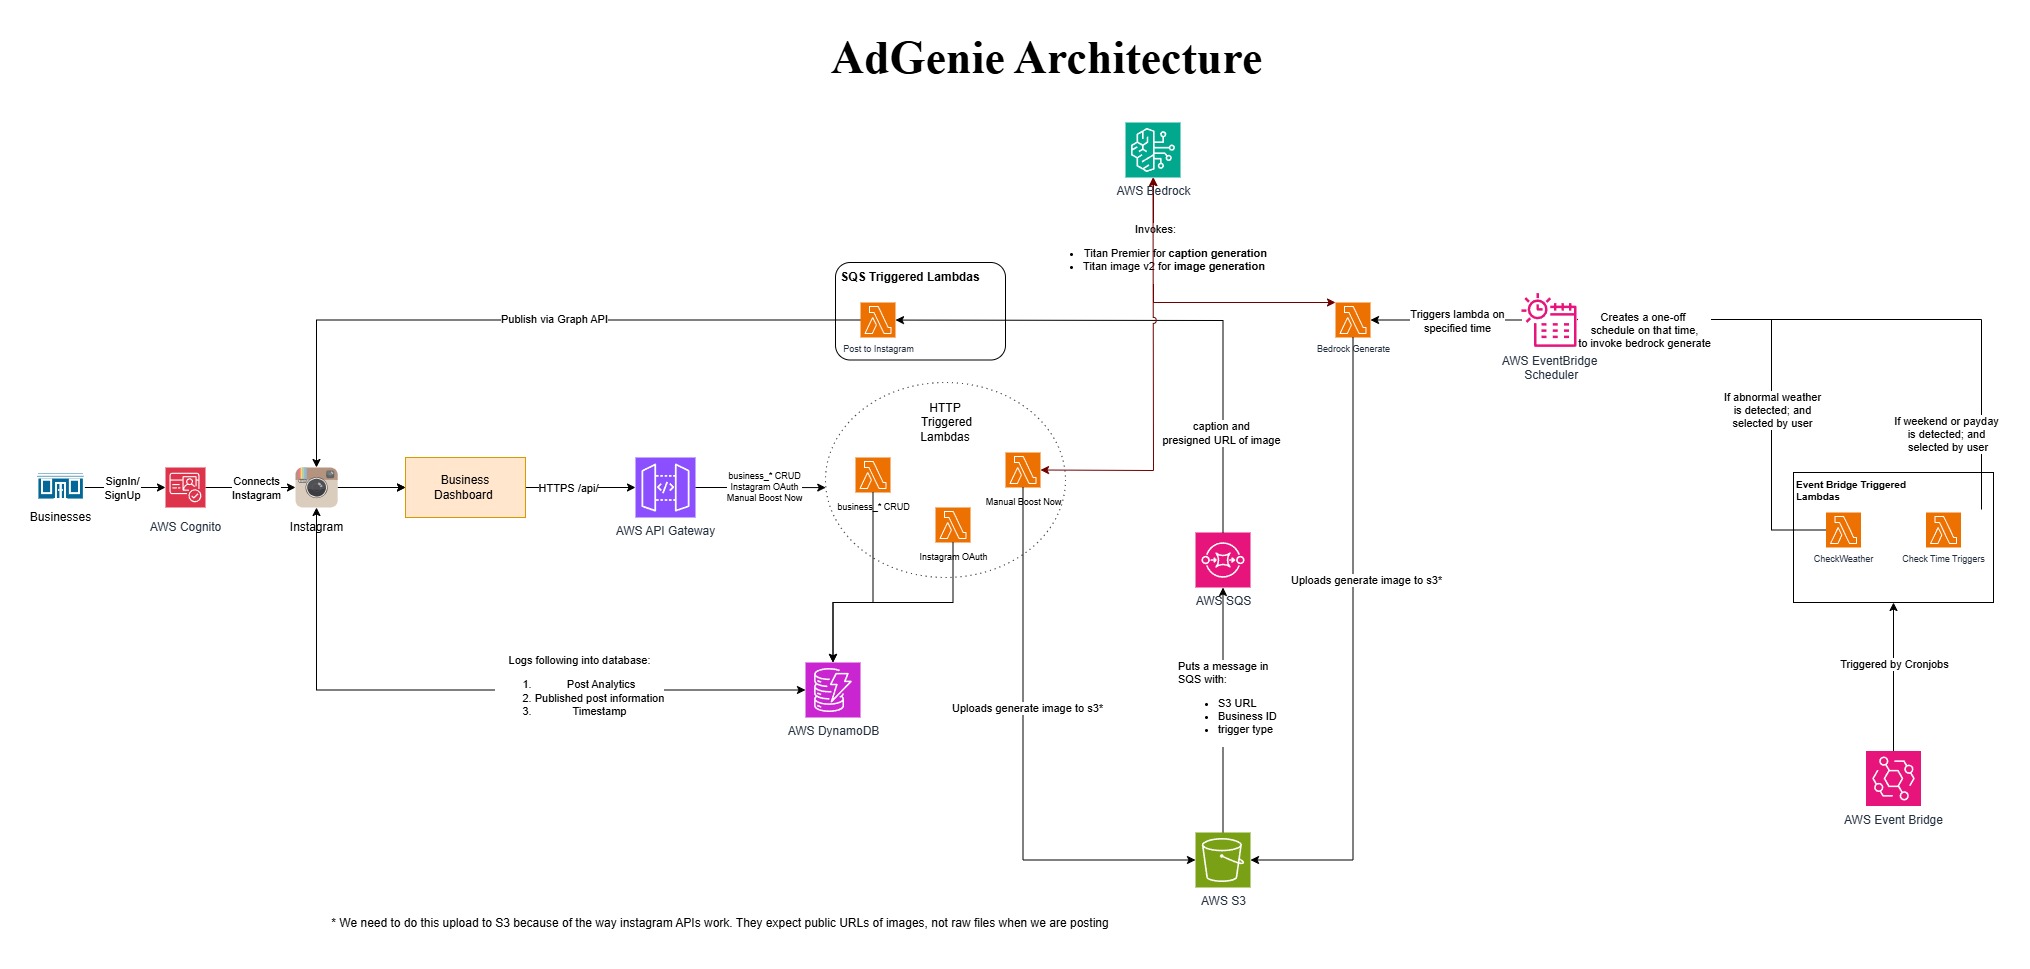 AdGenie Architecture
AWS Bedrock
Invokes:
• Titan Premier for caption generation
• Titan image v2 for image generation
SQS Triggered Lambdas
Post to Instagram
Publish via Graph API
Bedrock Generate
Triggers lambda on
specified time
AWS EventBridge
Scheduler
Creates a one-off
schedule on that time,
to invoke bedrock generate
If abnormal weather
is detected; and
selected by user
If weekend or payday
is detected; and
selected by user
Event Bridge Triggered
Lambdas
CheckWeather
Check Time Triggers
Triggered by Cronjobs
AWS Event Bridge
HTTP
Triggered
Lambdas
business_* CRUD
Manual Boost Now
Instagram OAuth
caption and
presigned URL of image
Businesses
SignIn/
SignUp
AWS Cognito
Connects
Instagram
Instagram
Business
Dashboard
HTTPS /api/
AWS API Gateway
business_* CRUD
Instagram OAuth
Manual Boost Now
AWS SQS
Uploads generate image to s3*
Logs following into database:
1. Post Analytics
2. Published post information
3. Timestamp
AWS DynamoDB
Uploads generate image to s3*
Puts a message in
SQS with:
• S3 URL
• Business ID
• trigger type
AWS S3
* We need to do this upload to S3 because of the way instagram APIs work. They expect public URLs of images, not raw files when we are posting